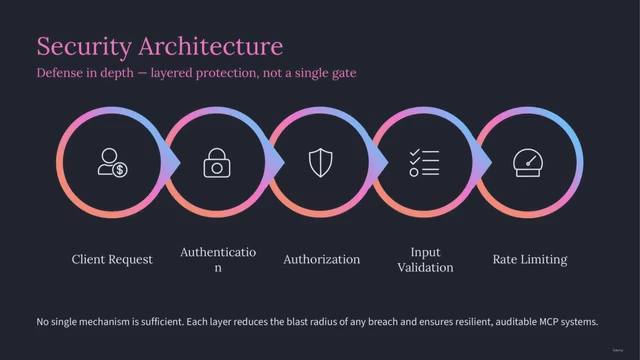 Security Architecture
Defense in depth — layered protection, not a single gate
Client Request
Authenticatio
n
Authorization
Input
Validation
Rate Limiting
No single mechanism is sufficient. Each layer reduces the blast radius of any breach and ensures resilient, auditable MCP systems.